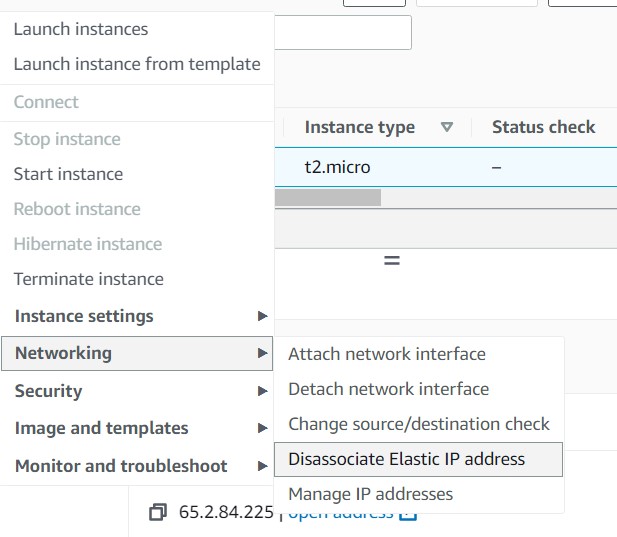 Launch instances
Launch instance from template
Connect
Stop instance
Start instance
Reboot instance
Hibernate instance
Terminate instance
Instance settings
Networking
Security
Image and templates
Monitor and troubleshoot
Instance type
Status check
t2.micro
–
Attach network interface
Detach network interface
Change source/destination check
Disassociate Elastic IP address
Manage IP addresses
65.2.84.225 | open address